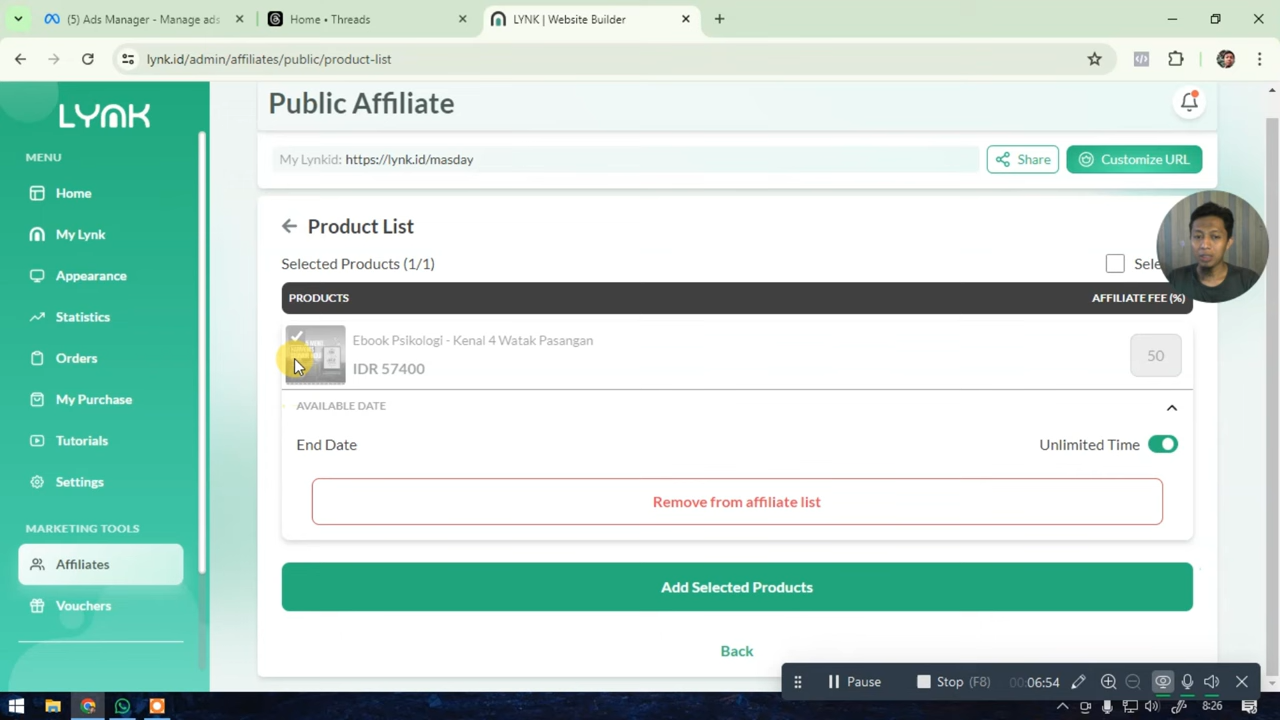 (5) Ads Manager - Manage ads
Home • Threads
LYNK | Website Builder
lynk.id/admin/affiliates/public/product-list
LYNK
MENU
Home
My Lynk
Appearance
Statistics
Orders
My Purchase
Tutorials
Settings
MARKETING TOOLS
Affiliates
Vouchers
Public Affiliate
My Lynkid: https://lynk.id/masday
Share
Customize URL
Product List
Selected Products (1/1)
PRODUCTS
AFFILIATE FEE (%)
Ebook Psikologi - Kenal 4 Watak Pasangan
IDR 57400
50
AVAILABLE DATE
End Date
Unlimited Time
Remove from affiliate list
Add Selected Products
Back
Pause
Stop (F8)
00:06:54
8:26